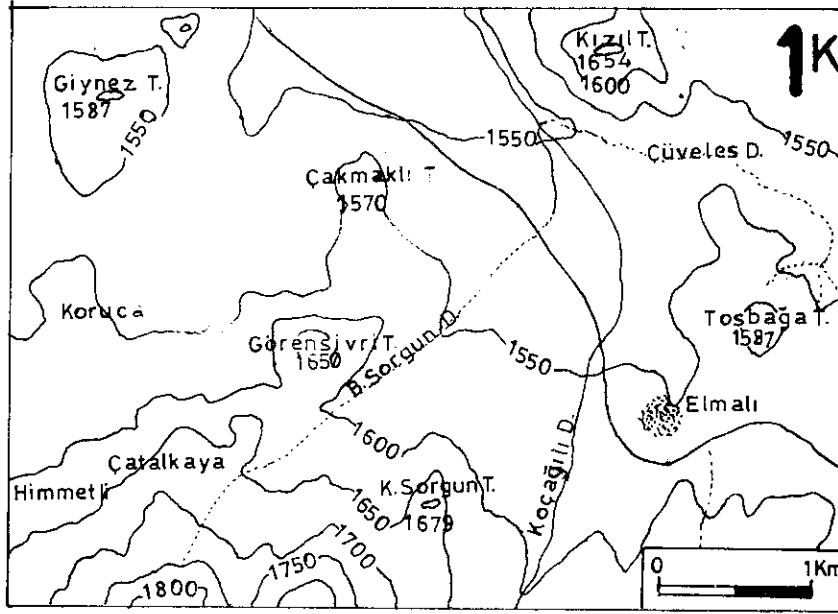 Kızıl T.
1654
1600
1K
Giynez T.
1587
1550
1550
1550
Çüveles D.
Çakmaklı T
1570
Koruca
Görensivri T.
1650
B.Sorgun D.
1550
Tosbağa T.
1587
Elmalı
1600
Çatalkaya
Himmetli
K.Sorgun T.
1679
1650
Koçağılı D.
1700
1750
1800
0
1Km